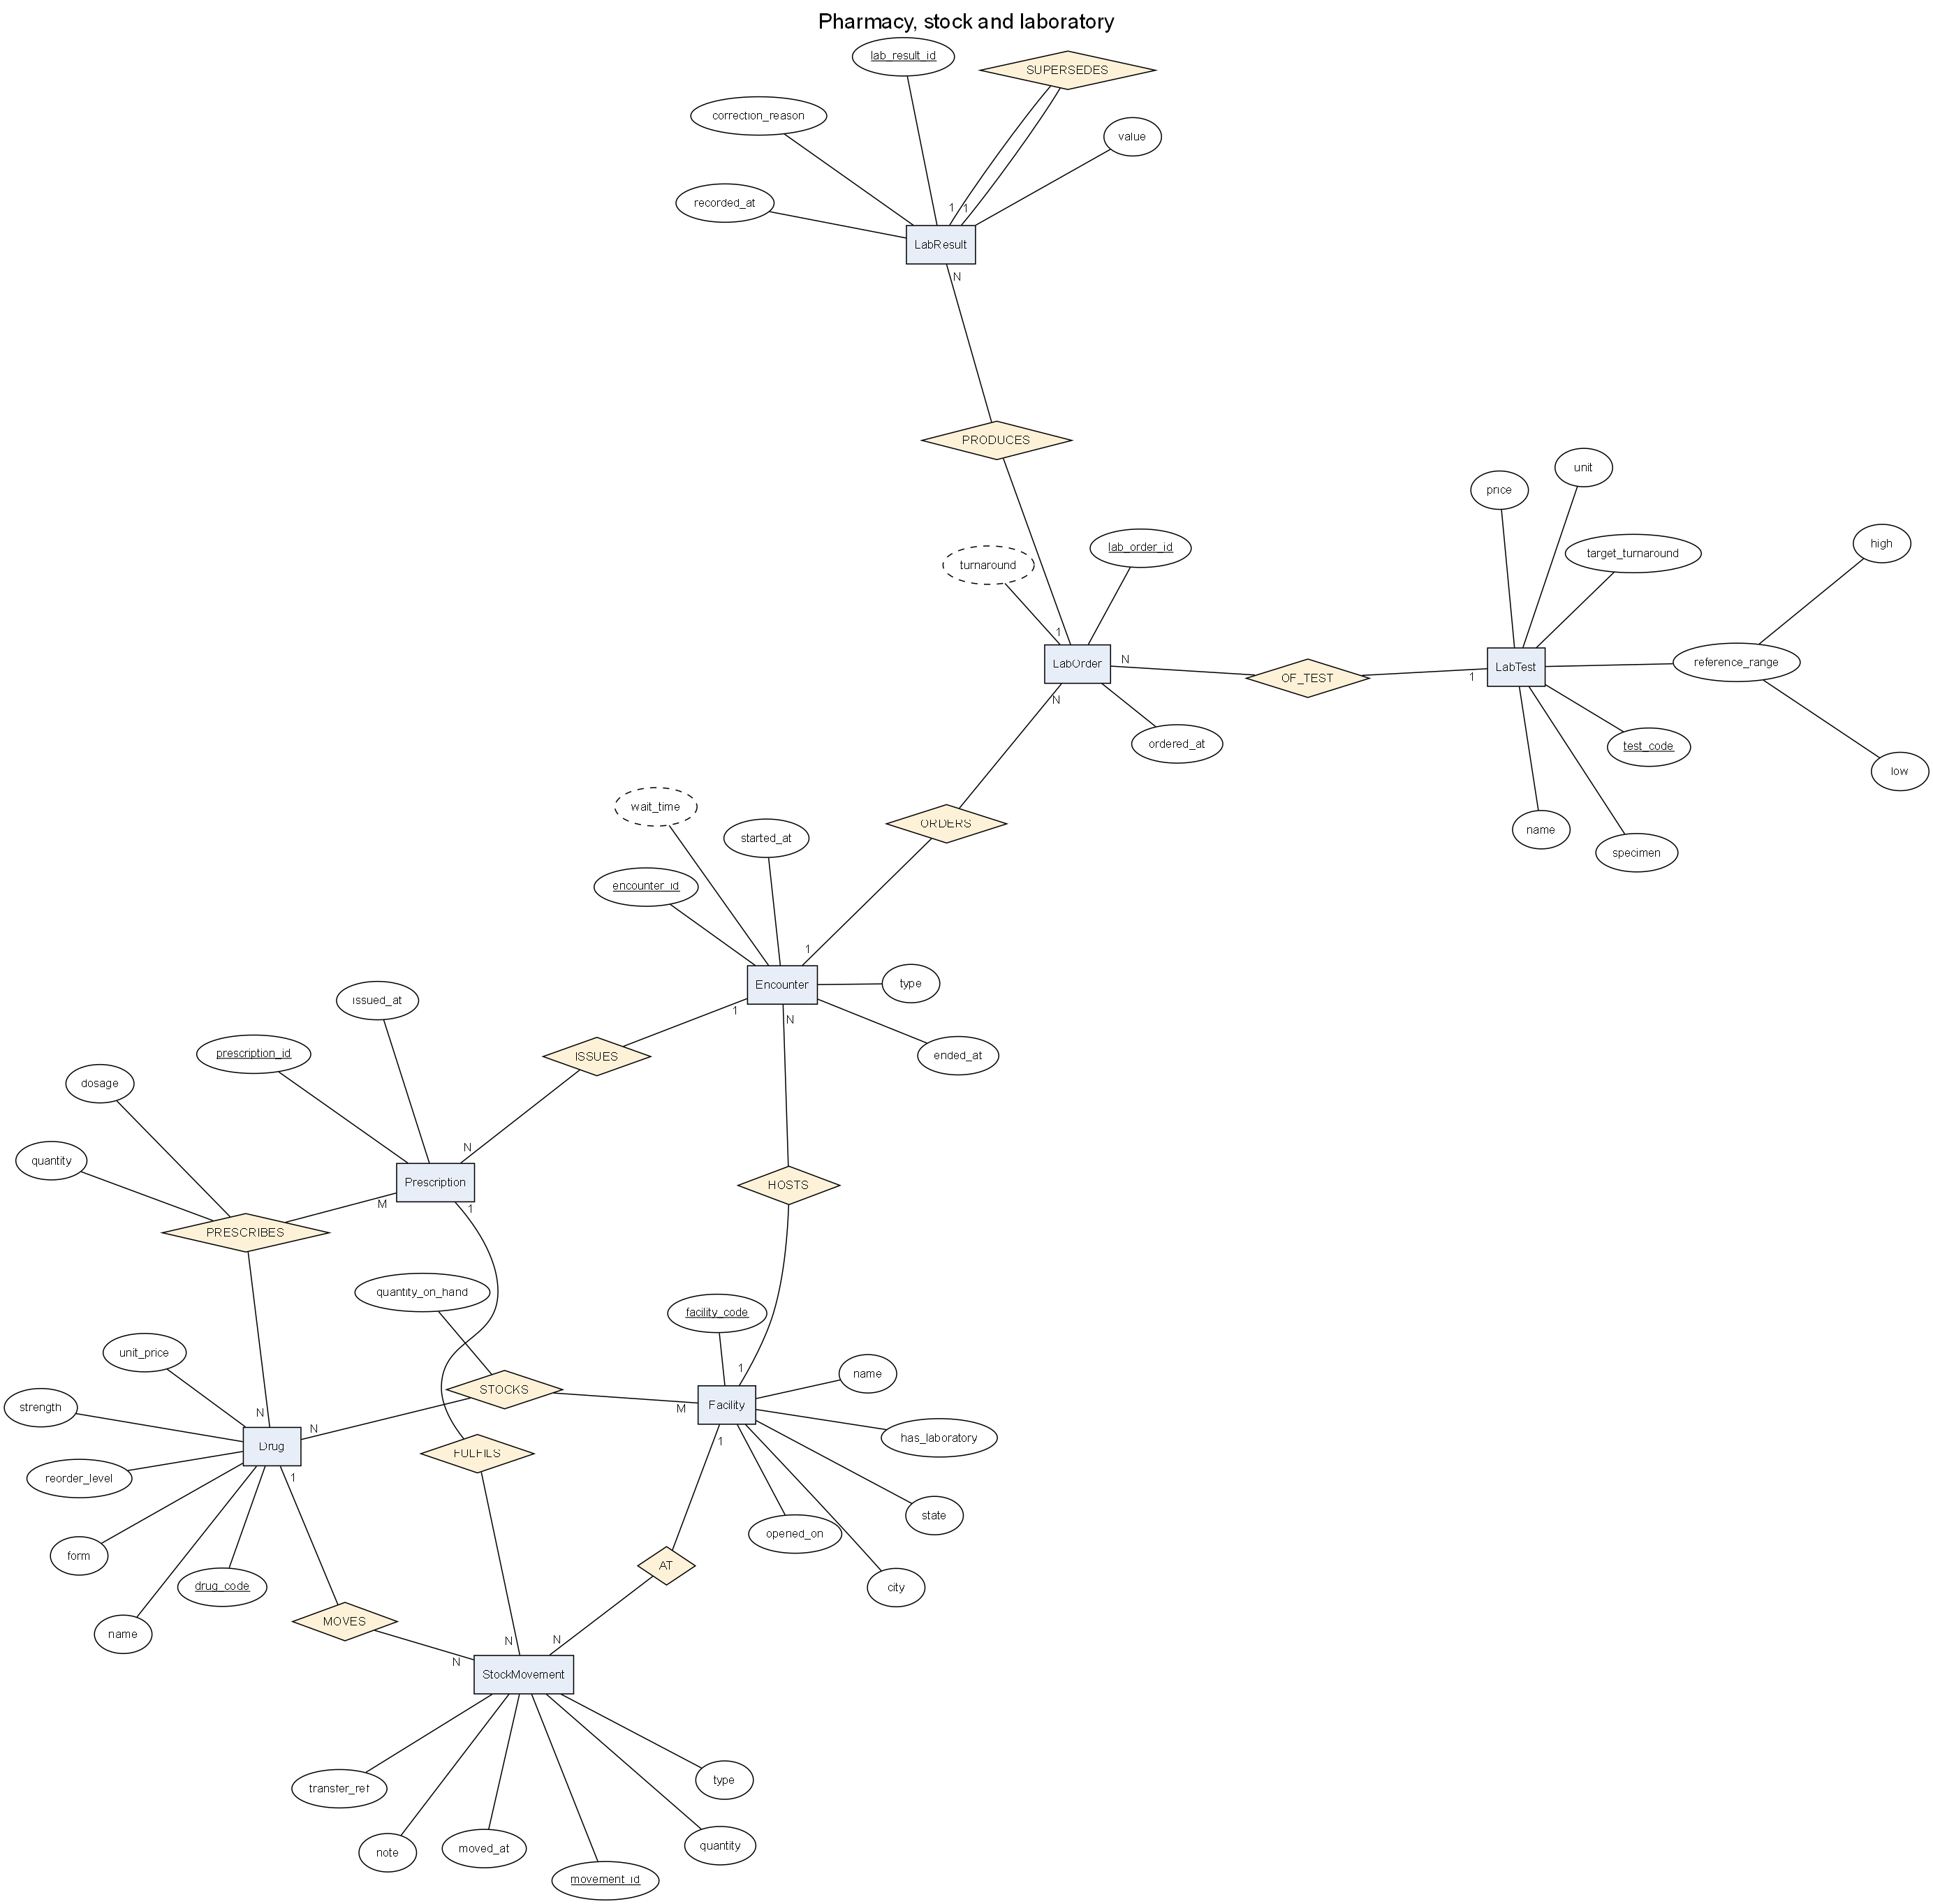 Pharmacy, stock and laboratory
lab_result_id
SUPERSEDES
correction_reason
value
recorded_at
1
1
LabResult
N
PRODUCES
unit
price
high
lab_order_id
target_turnaround
turnaround
1
LabOrder
N
OF_TEST
1
LabTest
reference_range
N
ordered_at
test_code
low
wait_time
ORDERS
started_at
name
specimen
encounter_id
1
Encounter
type
issued_at
1
N
prescription_id
ISSUES
ended_at
dosage
N
quantity
Prescription
HOSTS
M
1
PRESCRIBES
quantity_on_hand
facility_code
unit_price
1
name
STOCKS
strength
N
N
M
Facility
has_laboratory
Drug
FULFILS
1
reorder_level
1
state
opened_on
form
AT
drug_code
city
name
MOVES
N
N
N
StockMovement
type
transfer_ref
quantity
note
moved_at
movement_id